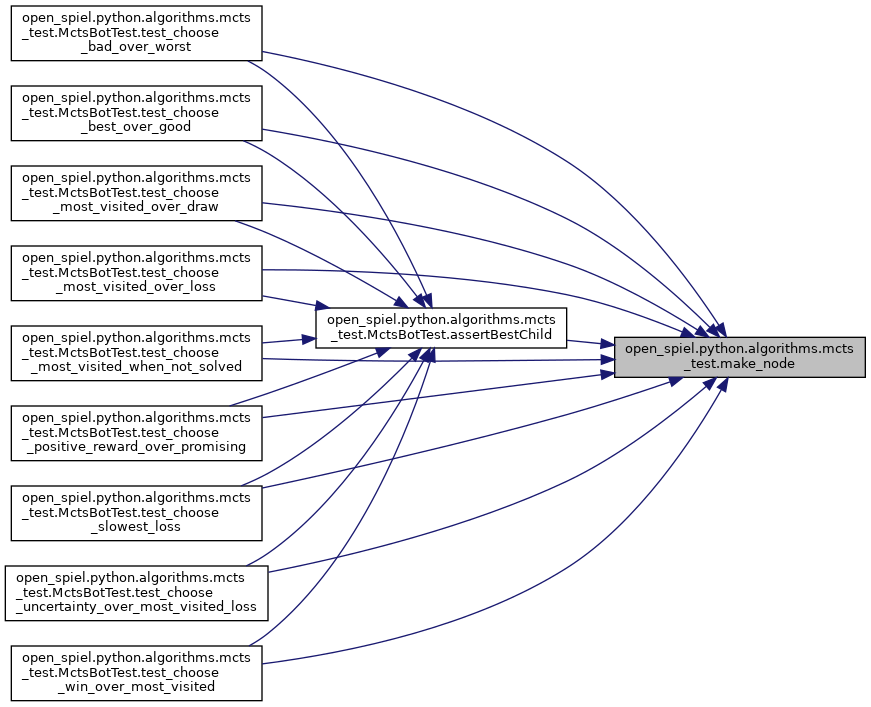 open_spiel.python.algorithms.mcts
_test.MctsBotTest.test_choose
_bad_over_worst
open_spiel.python.algorithms.mcts
_test.MctsBotTest.test_choose
_best_over_good
open_spiel.python.algorithms.mcts
_test.MctsBotTest.test_choose
_most_visited_over_draw
open_spiel.python.algorithms.mcts
_test.MctsBotTest.test_choose
_most_visited_over_loss
open_spiel.python.algorithms.mcts
_test.MctsBotTest.test_choose
_most_visited_when_not_solved
open_spiel.python.algorithms.mcts
_test.MctsBotTest.test_choose
_positive_reward_over_promising
open_spiel.python.algorithms.mcts
_test.MctsBotTest.test_choose
_slowest_loss
open_spiel.python.algorithms.mcts
_test.MctsBotTest.test_choose
_uncertainty_over_most_visited_loss
open_spiel.python.algorithms.mcts
_test.MctsBotTest.test_choose
_win_over_most_visited
open_spiel.python.algorithms.mcts
_test.MctsBotTest.assertBestChild
open_spiel.python.algorithms.mcts
_test.make_node